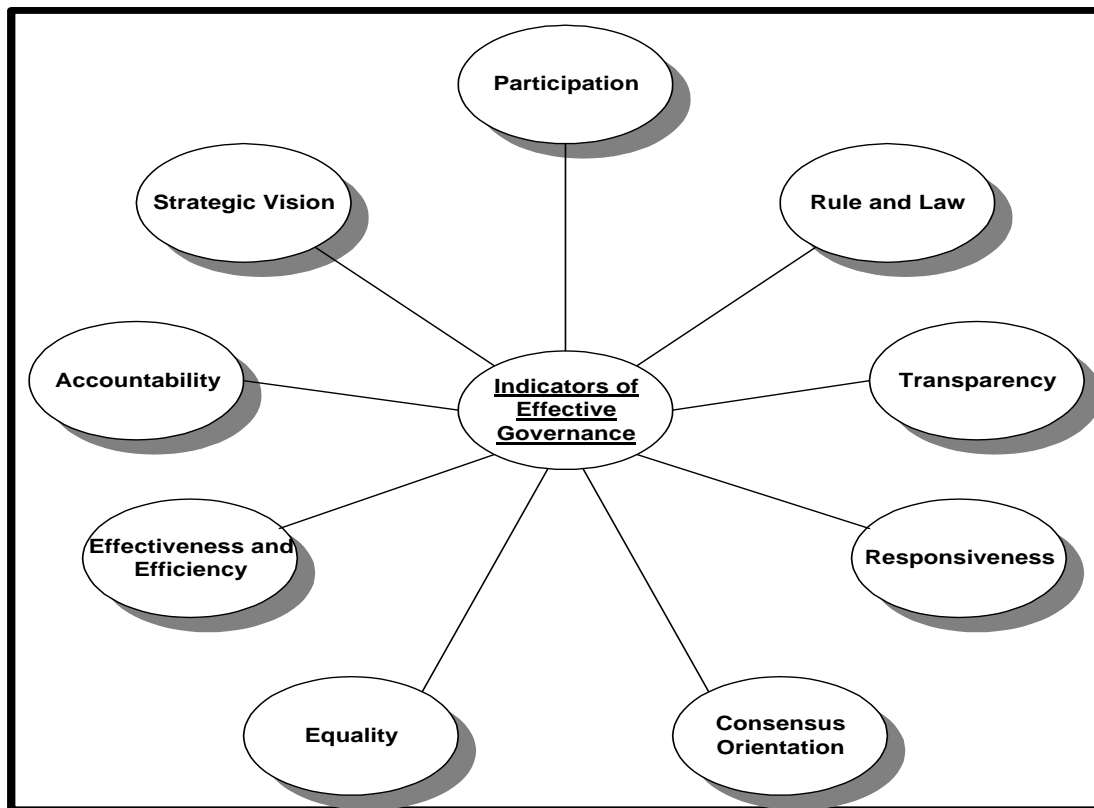 Participation
Strategic Vision
Rule and Law
Accountability
Transparency
Indicators of
Effective
Governance
Effectiveness and
Efficiency
Responsiveness
Equality
Consensus
Orientation